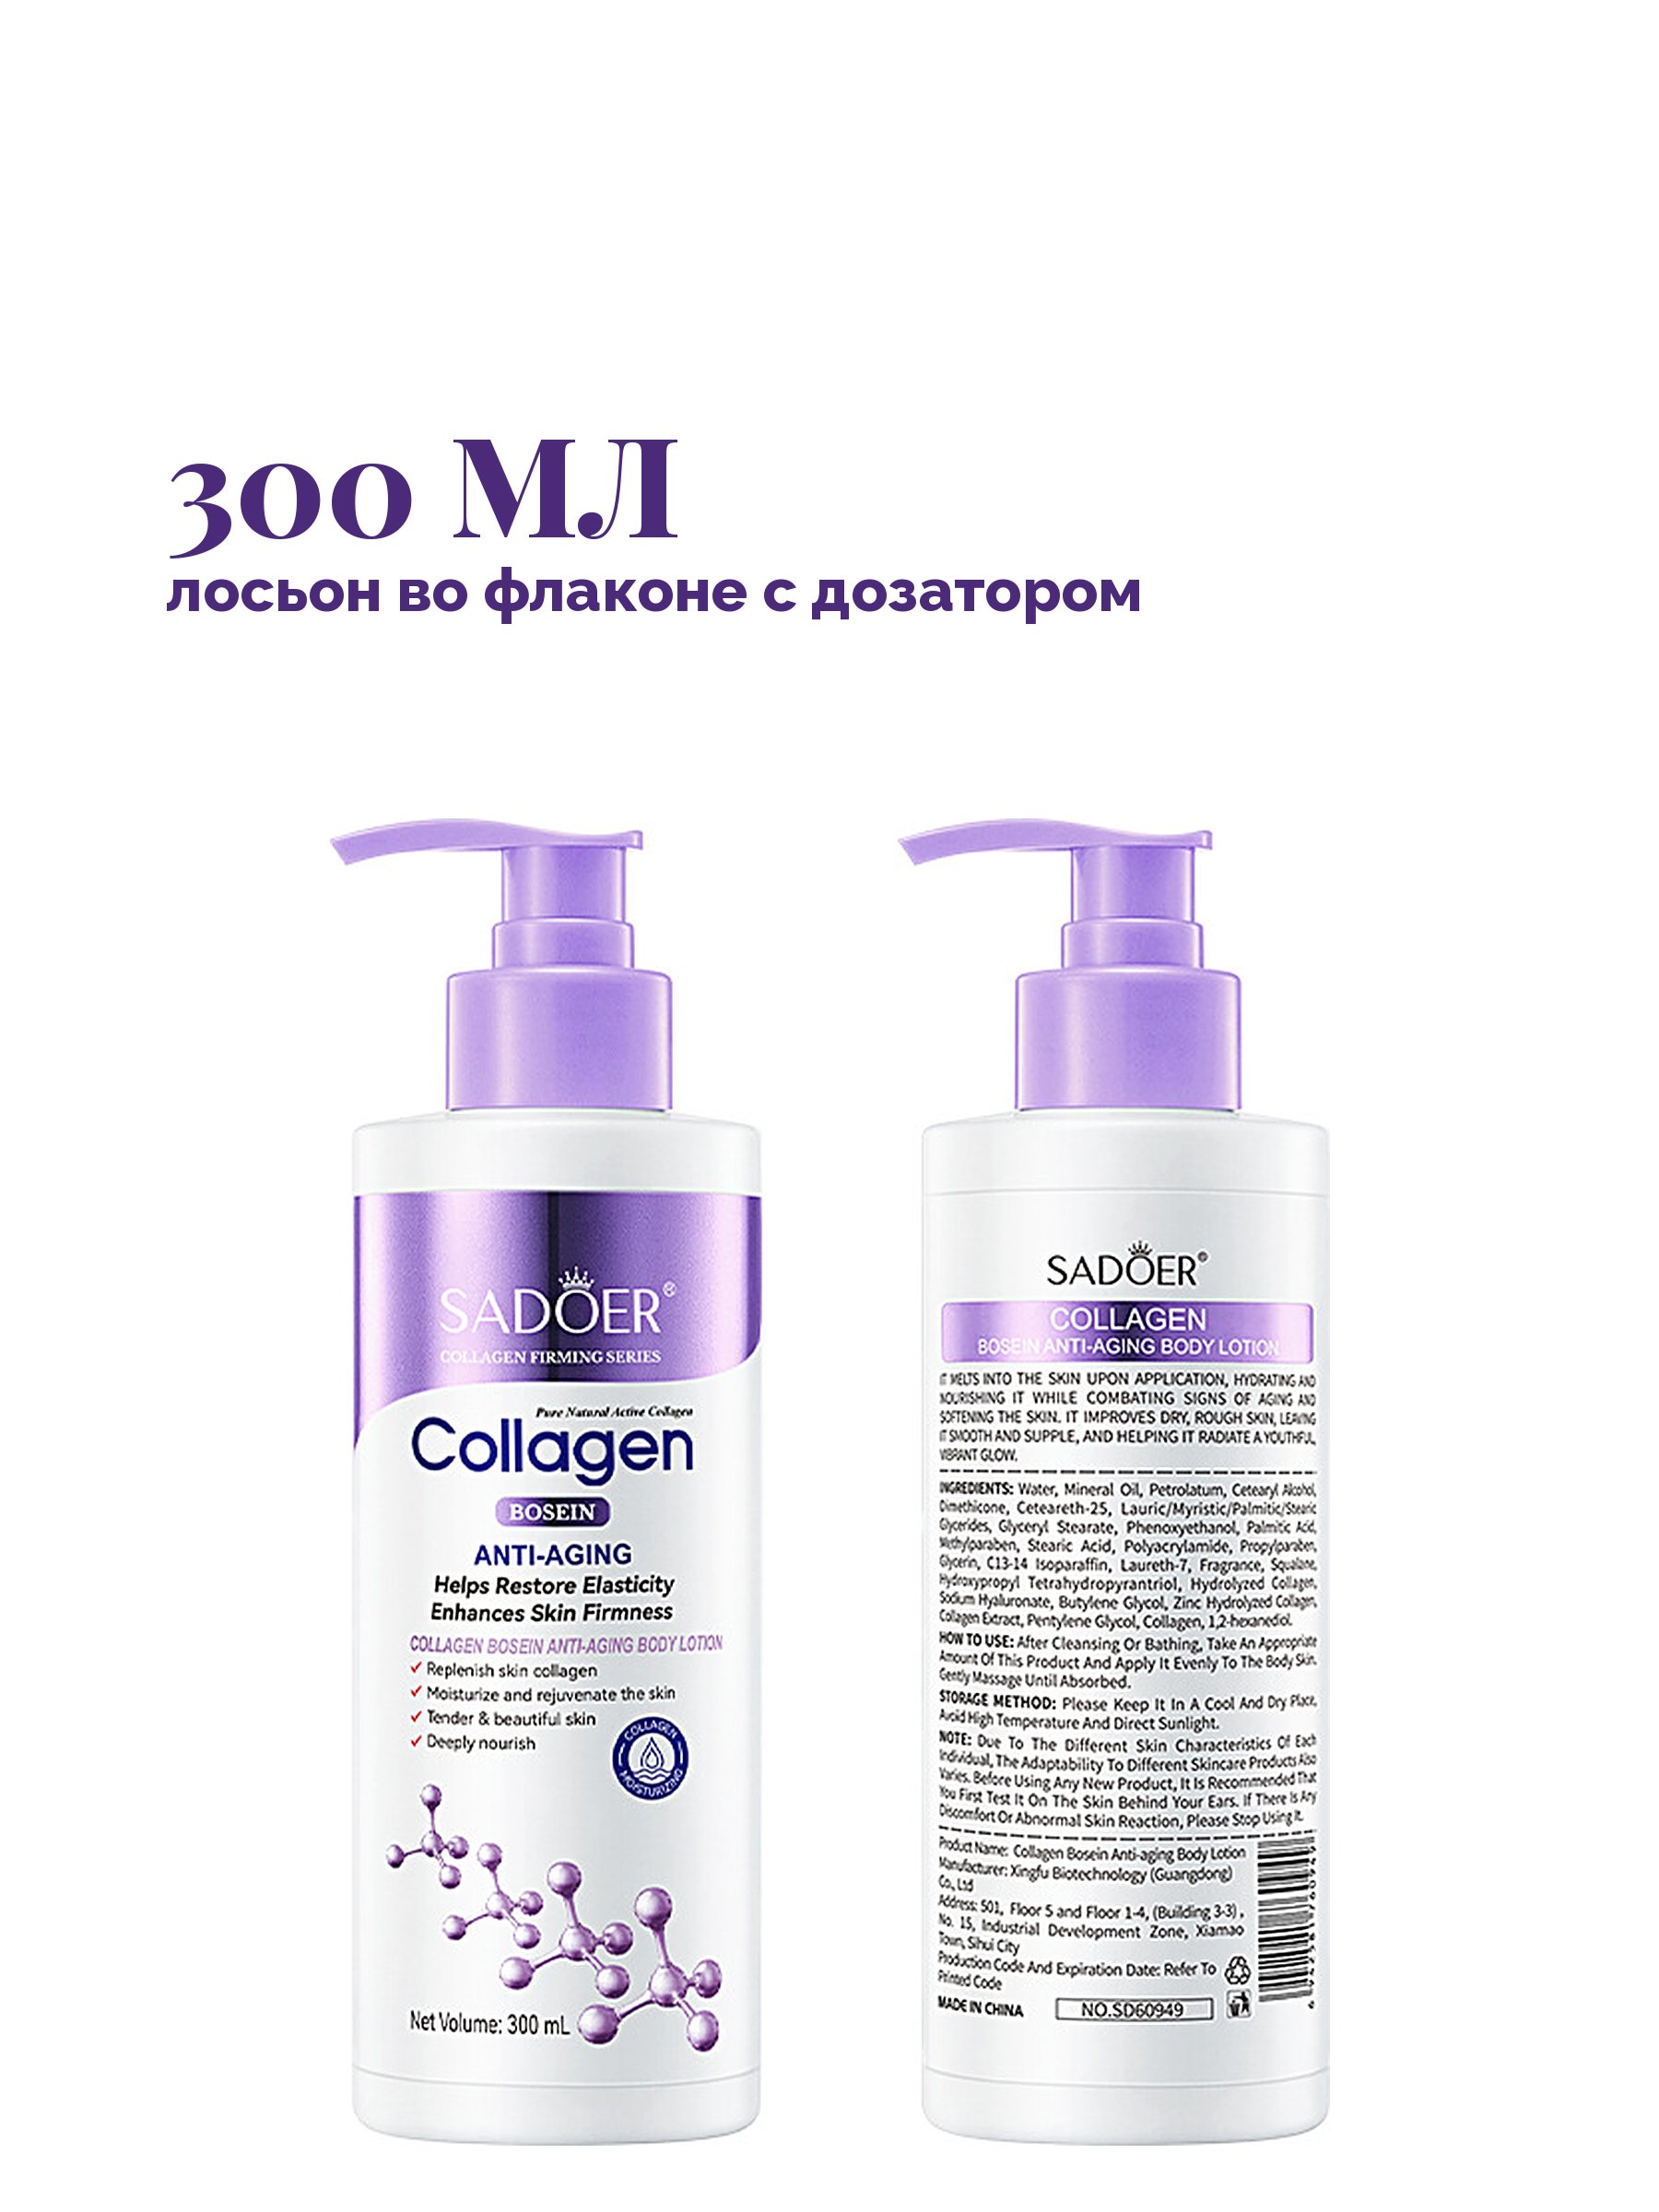 300 МЛ
лосьон во флаконе с дозатором
SADOER®
COLLAGEN FIRMING SERIES
Pure Natural Active Collagen
Collagen
BOSEIN
ANTI-AGING
Helps Restore Elasticity
Enhances Skin Firmness
COLLAGEN BOSEIN ANTI-AGING BODY LOTION
✓ Replenish skin collagen
✓ Moisturize and rejuvenate the skin
✓ Tender & beautiful skin
✓ Deeply nourish
COLLAGEN
MOISTURIZING
Net Volume: 300 mL
SADOER®
COLLAGEN
BOSEIN ANTI-AGING BODY LOTION
IT MELTS INTO THE SKIN UPON APPLICATION, HYDRATING AND
NOURISHING IT WHILE COMBATING SIGNS OF AGING AND
SOFTENING THE SKIN. IT IMPROVES DRY, ROUGH SKIN, LEAVING
IT SMOOTH AND SUPPLE, AND HELPING IT RADIATE A YOUTHFUL,
VIBRANT GLOW.
INGREDIENTS: Water, Mineral Oil, Petrolatum, Cetearyl Alcohol,
Dimethicone, Ceteareth-25, Lauric/Myristic/Palmitic/Stearic
Glycerides, Glyceryl Stearate, Phenoxyethanol, Palmitic Acid,
Methylparaben, Stearic Acid, Polyacrylamide, Propylparaben,
Glycerin, C13-14 Isoparaffin, Laureth-7, Fragrance, Squalane,
Hydroxypropyl Tetrahydropyrantriol, Hydrolyzed Collagen,
Sodium Hyaluronate, Butylene Glycol, Zinc Hydrolyzed Collagen,
Collagen Extract, Pentylene Glycol, Collagen, 1,2-hexanediol.
HOW TO USE: After Cleansing Or Bathing, Take An Appropriate
Amount Of This Product And Apply It Evenly To The Body Skin.
Gently Massage Until Absorbed.
STORAGE METHOD: Please Keep It In A Cool And Dry Place,
Avoid High Temperature And Direct Sunlight.
NOTE: Due To The Different Skin Characteristics Of Each
Individual, The Adaptability To Different Skincare Products Also
Varies. Before Using Any New Product, It Is Recommended That
You First Test It On The Skin Behind Your Ears. If There Is Any
Discomfort Or Abnormal Skin Reaction, Please Stop Using It.
Product Name: Collagen Bosein Anti-aging Body Lotion
Manufacturer: Xingfu Biotechnology (Guangdong)
Co., Ltd
Address: 501, Floor 5 and Floor 1-4, (Building 3-3),
No. 15, Industrial Development Zone, Xiamao
Town, Sihui City
Production Code And Expiration Date: Refer To
Printed Code
MADE IN CHINA
NO.SD60949
6 942581 760949